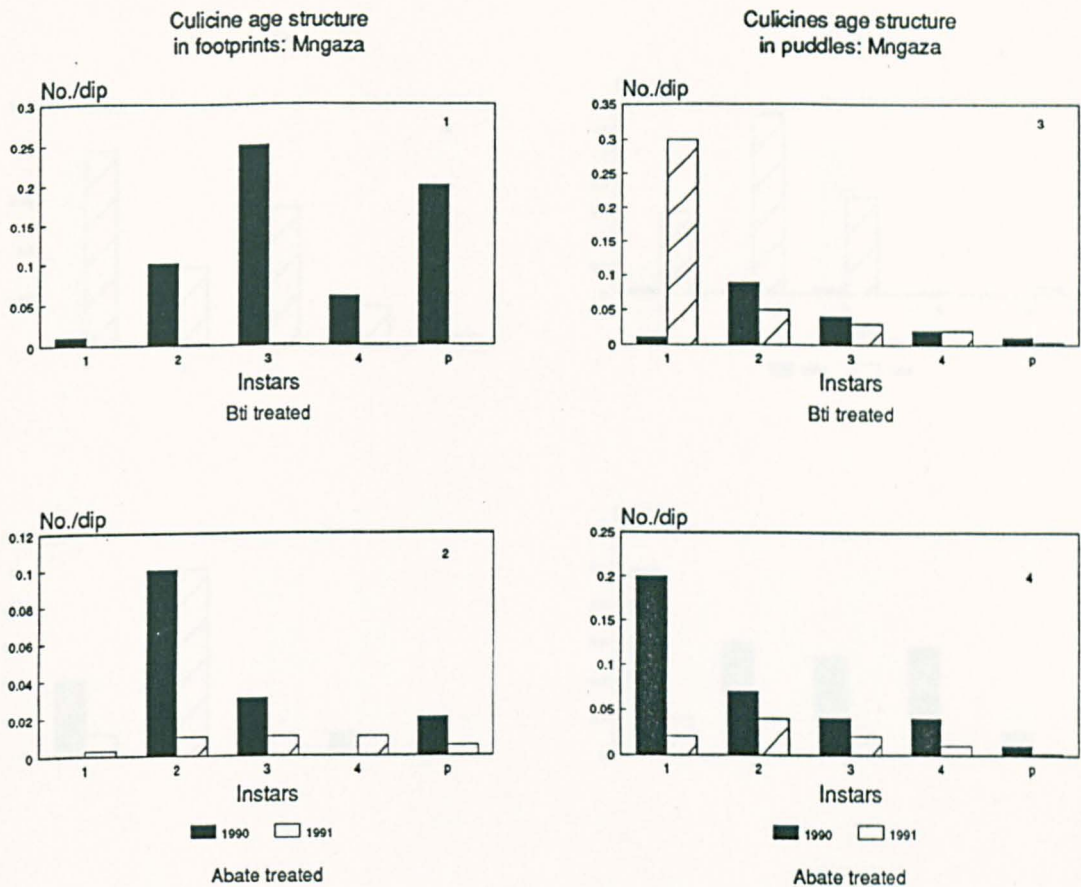 Culicine age structure
in footprints: Mngaza
No./dip
0.3
0.25
0.2
0.15
0.1
0.05
0
1
1 2 3 4 P
Instars
Bti treated
Culicines age structure
in puddles: Mngaza
No./dip
0.35
0.3
0.25
0.2
0.15
0.1
0.05
0
3
1 2 3 4 P
Instars
Bti treated
No./dip
0.12
0.1
0.08
0.06
0.04
0.02
0
2
1 2 3 4 P
Instars
1990 1991
Abate treated
No./dip
0.25
0.2
0.15
0.1
0.05
0
4
1 2 3 4 P
Instars
1990 1991
Abate treated